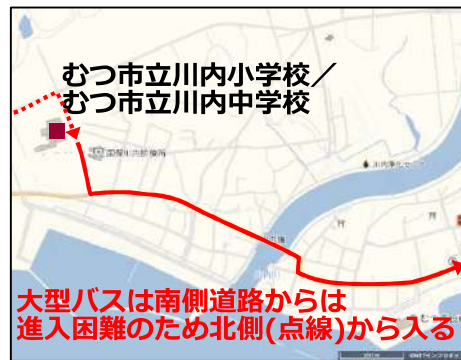 むつ市立川内小学校／
むつ市立川内中学校
大型バスは南側道路からは
進入困難のため北側(点線)から入る